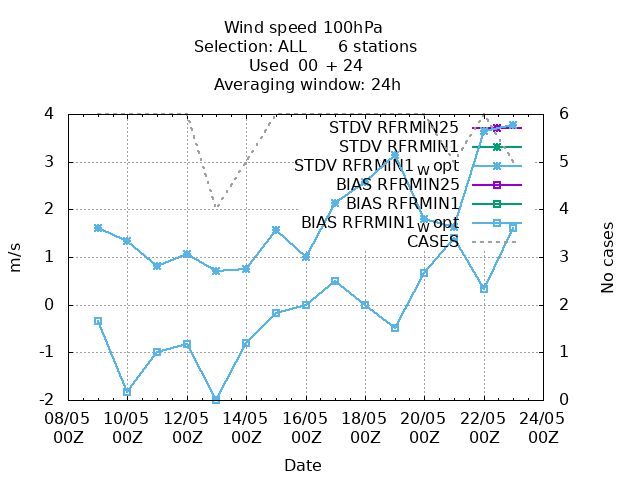 Wind speed 100hPa
Selection: ALL 6 stations
Used 00 + 24
Averaging window: 24h
4
3
2
1
0
-1
-2
m/s
6
5
4
3
2
1
0
No cases
STDV RFRMIN25
STDV RFRMIN1
STDV RFRMIN1_W opt
BIAS RFRMIN25
BIAS RFRMIN1
BIAS RFRMIN1_W opt
CASES
08/05 10/05 12/05 14/05 16/05 18/05 20/05 22/05 24/05
00Z 00Z 00Z 00Z 00Z 00Z 00Z 00Z 00Z
Date